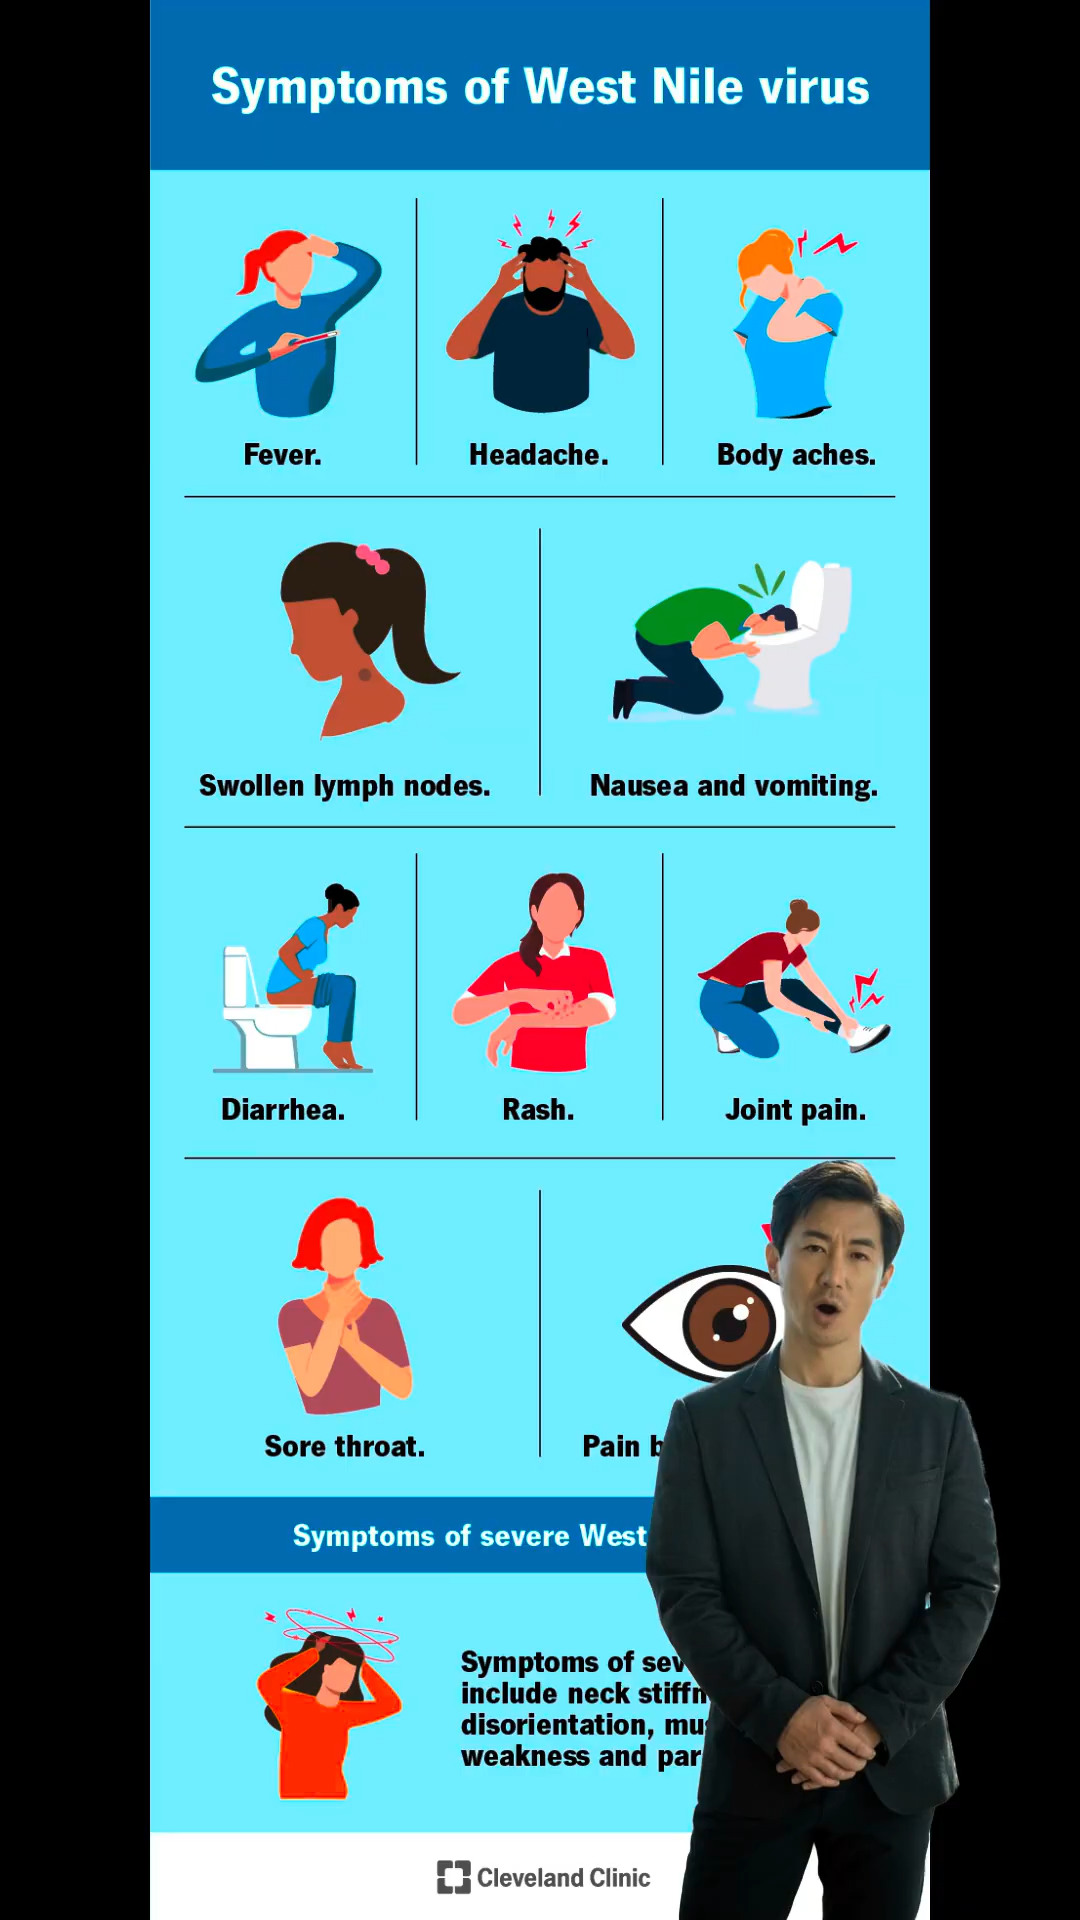 Symptoms of West Nile virus
Fever.
Headache.
Body aches.
Swollen lymph nodes.
Nausea and vomiting.
Diarrhea.
Rash.
Joint pain.
Sore throat.
Pain
Symptoms of severe West
Symptoms of
include neck
disorientation,
weakness and
Cleveland Clinic